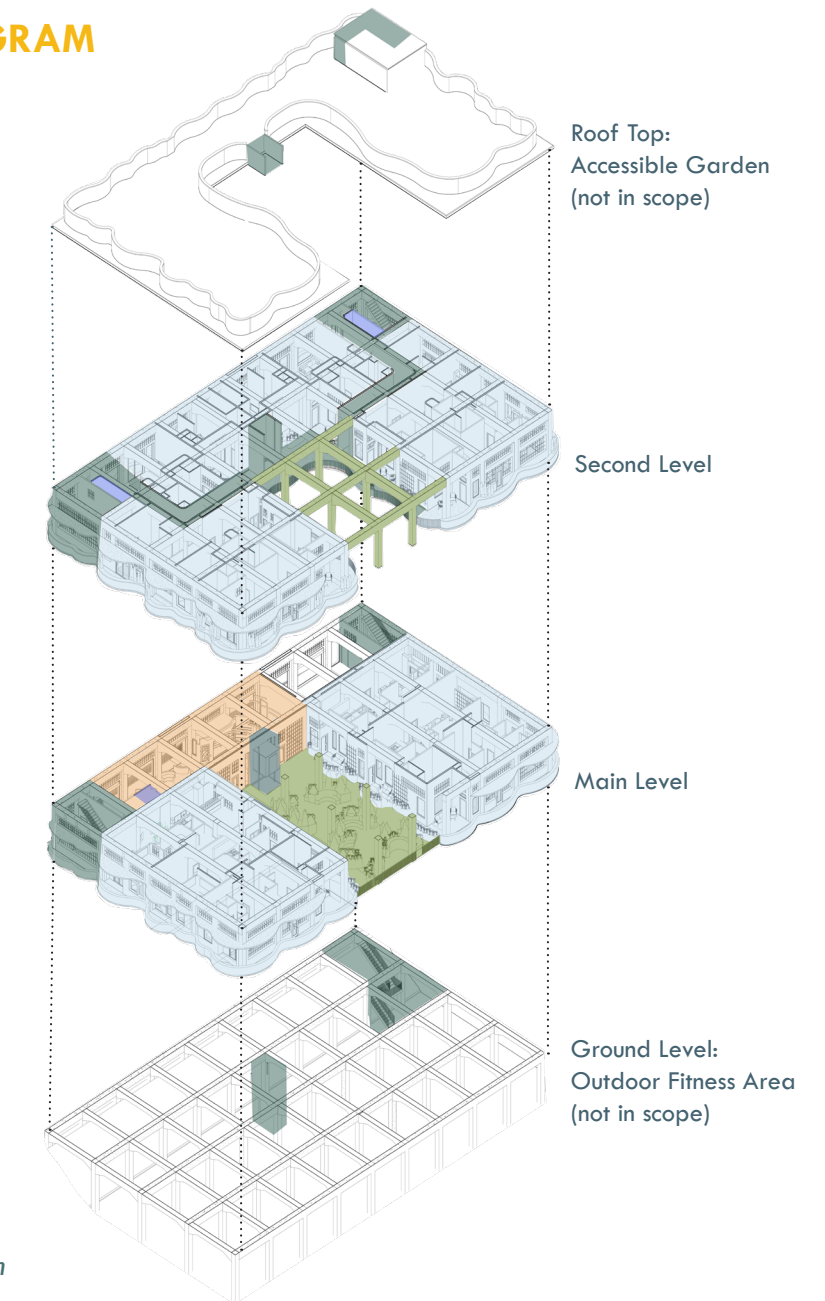 GRAM
Roof Top:
Accessible Garden
(not in scope)
Second Level
Main Level
Ground Level:
Outdoor Fitness Area
(not in scope)
n